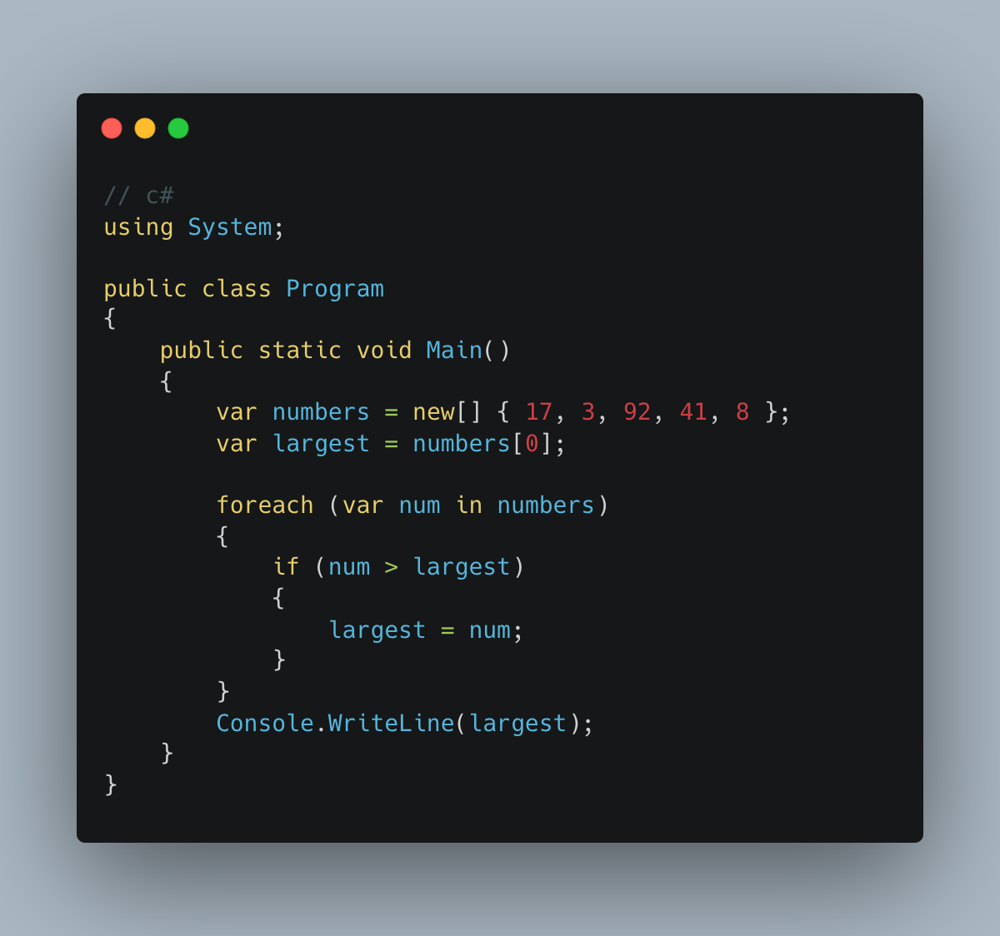 // c#
using System;

public class Program
{
    public static void Main()
    {
        var numbers = new[] { 17, 3, 92, 41, 8 };
        var largest = numbers[0];

        foreach (var num in numbers)
        {
            if (num > largest)
            {
                largest = num;
            }
        }
        Console.WriteLine(largest);
    }
}